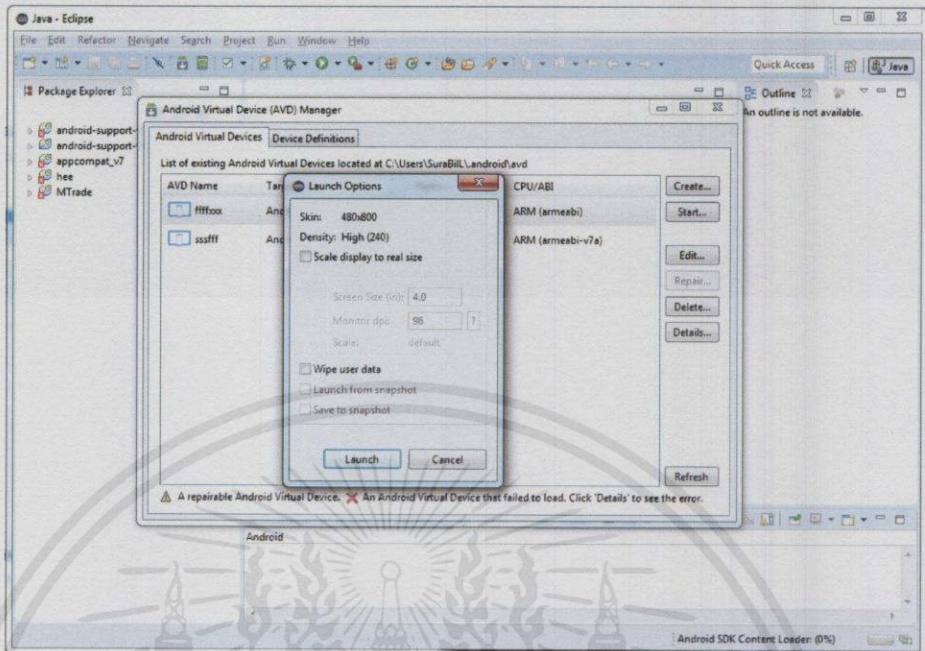 Java - Eclipse
File Edit Refactor Navigate Search Project Run Window Help
Quick Access
Java
Package Explorer
Outline
An outline is not available.
android-support-
android-support-
appcompat_v7
hee
MTrade
Android Virtual Device (AVD) Manager
Android Virtual Devices Device Definitions
List of existing Android Virtual Devices located at C:\Users\SuraBilL\.android\avd
AVD Name Tar CPU/ABI
ffffxxx And ARM (armeabi)
sssfff And ARM (armeabi-v7a)
Create...
Start...
Edit...
Repair...
Delete...
Details...
Refresh
Launch Options
Skin: 480x800
Density: High (240)
Scale display to real size
Screen Size (in): 4.0
Monitor dpi: 96 ?
Scale: default
Wipe user data
Launch from snapshot
Save to snapshot
Launch Cancel
A repairable Android Virtual Device. An Android Virtual Device that failed to load. Click 'Details' to see the error.
Android
Android SDK Content Loader: (0%)